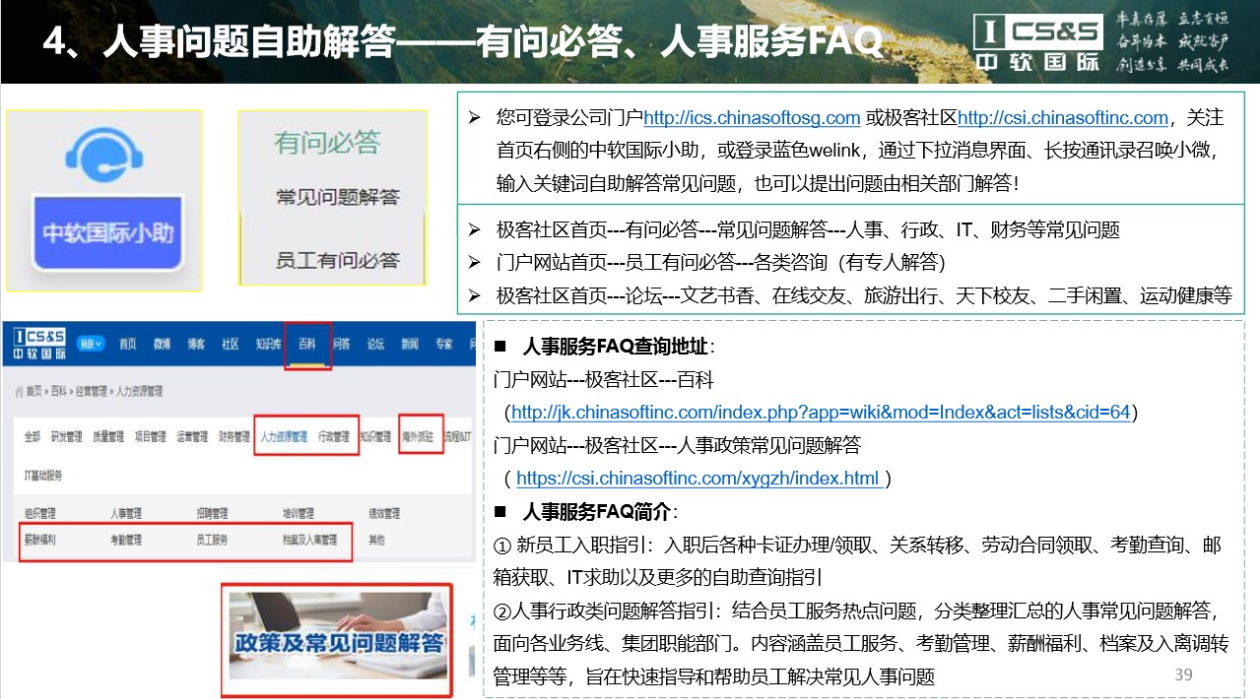 4、人事问题自助解答——有问必答、人事服务FAQ
ICS&S
中软国际
率真存厚 立志有恒
奋斗为本 成就客户
创造分享 共同成长
中软国际小助
有问必答
常见问题解答
员工有问必答
➢ 您可登录公司门户http://ics.chinasoftosg.com 或极客社区http://csi.chinasoftinc.com，关注
首页右侧的中软国际小助，或登录蓝色welink，通过下拉消息界面、长按通讯录召唤小微，
输入关键词自助解答常见问题，也可以提出问题由相关部门解答！
➢ 极客社区首页---有问必答---常见问题解答---人事、行政、IT、财务等常见问题
➢ 门户网站首页---员工有问必答---各类咨询（有专人解答）
➢ 极客社区首页---论坛---文艺书香、在线交友、旅游出行、天下校友、二手闲置、运动健康等
ICS&S
中软国际
首页 微博 博客 社区 知识库 百科 问答 论坛 新闻 专家
首页 » 百科 » 经营管理 » 人力资源管理
全部 研发管理 质量管理 项目管理 运营管理 财务管理 人力资源管理 行政管理 知识管理 海外派驻 流程&IT
IT基础服务
组织管理 人事管理 招聘管理 培训管理 绩效管理
薪酬福利 考勤管理 员工服务 档案及入离管理 其他
政策及常见问题解答
■ 人事服务FAQ查询地址：
门户网站---极客社区---百科
（http://jk.chinasoftinc.com/index.php?app=wiki&mod=Index&act=lists&cid=64）
门户网站---极客社区---人事政策常见问题解答
（ https://csi.chinasoftinc.com/xygzh/index.html ）
■ 人事服务FAQ简介：
① 新员工入职指引：入职后各种卡证办理/领取、关系转移、劳动合同领取、考勤查询、邮
箱获取、IT求助以及更多的自助查询指引
②人事行政类问题解答指引：结合员工服务热点问题，分类整理汇总的人事常见问题解答，
面向各业务线、集团职能部门。内容涵盖员工服务、考勤管理、薪酬福利、档案及入离调转
管理等等，旨在快速指导和帮助员工解决常见人事问题
39